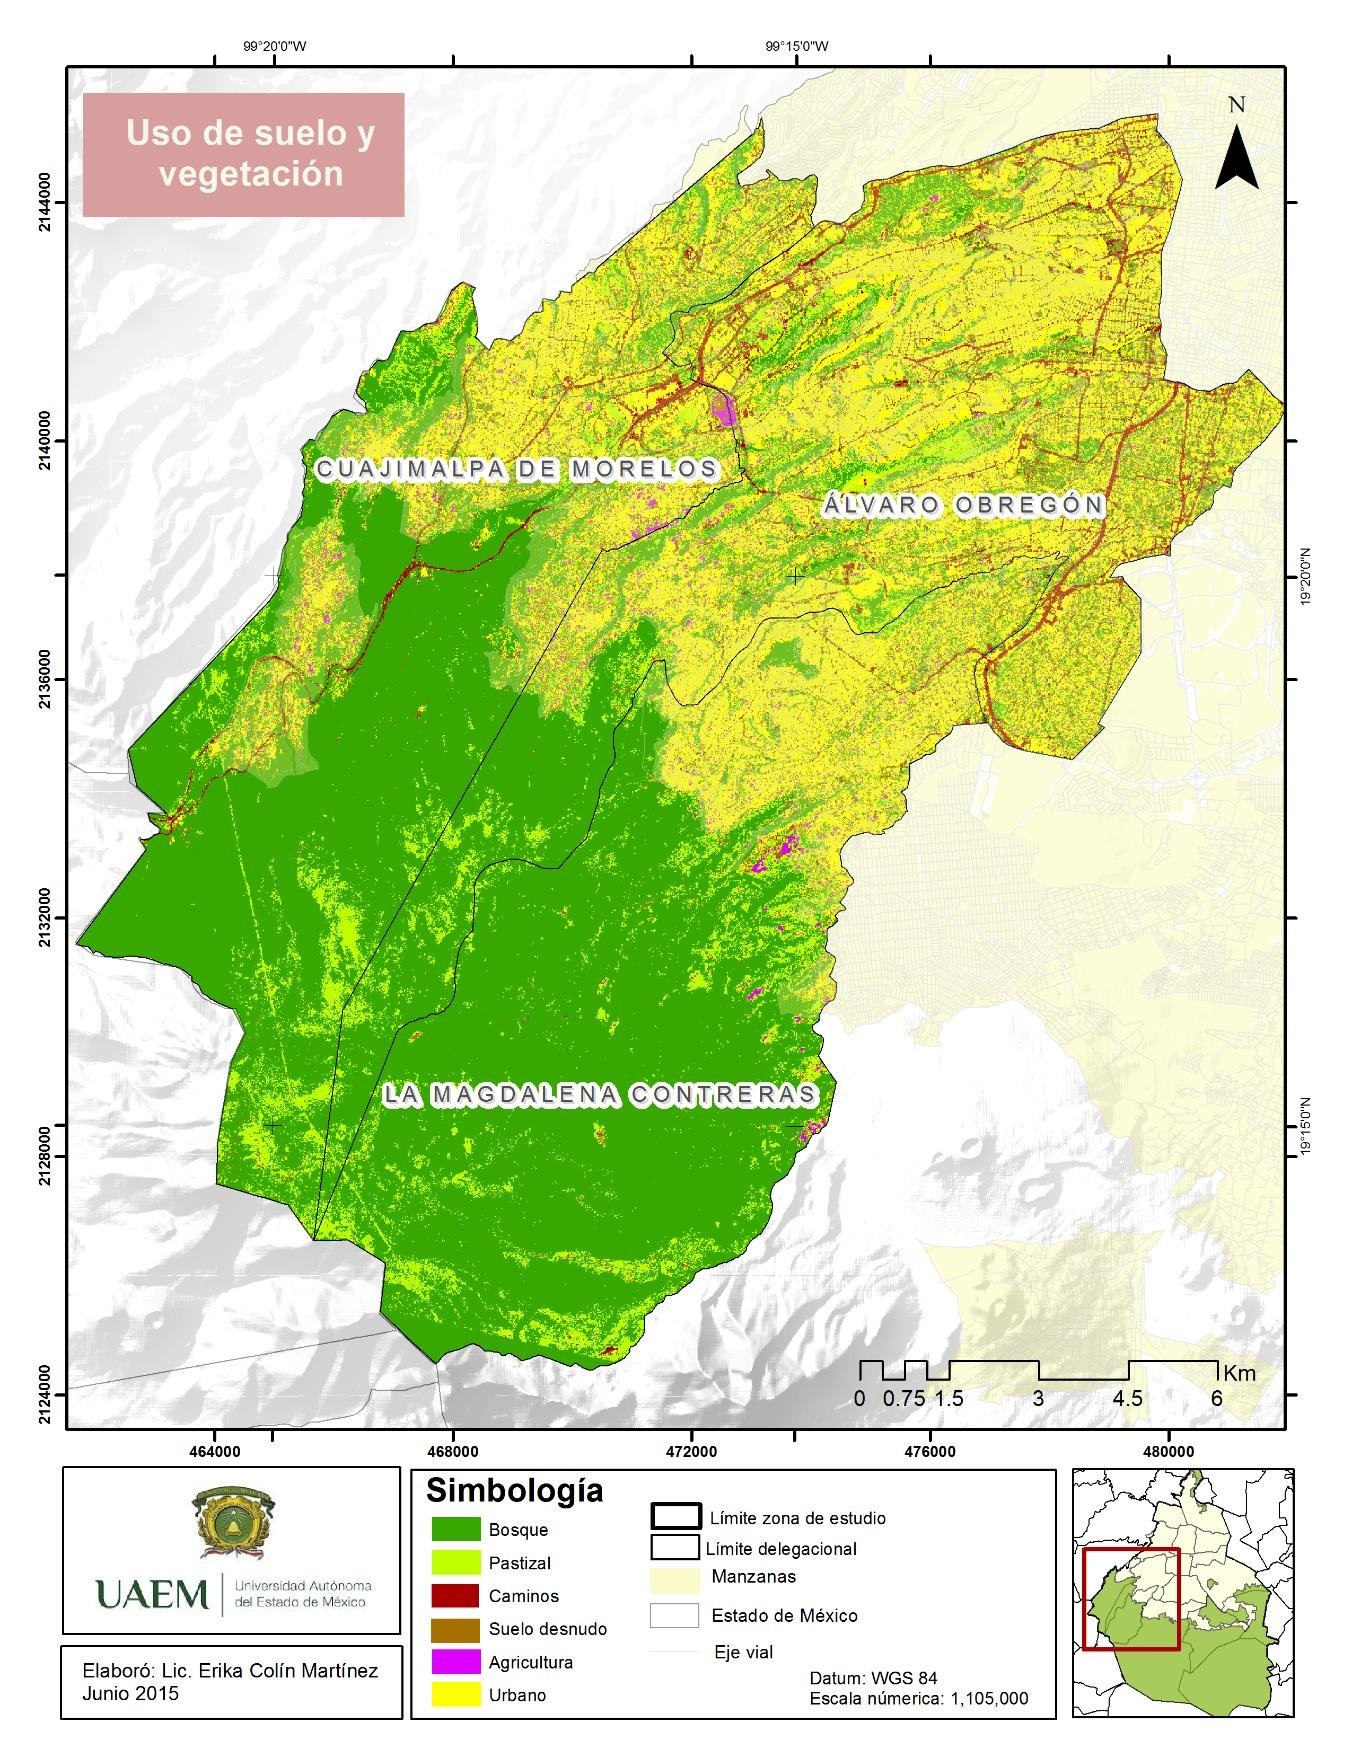 99°20'0"W
99°15'0"W
Uso de suelo y
vegetación
N
2144000
2140000
2136000
2132000
2128000
2124000
CUAJIMALPA DE MORELOS
ÁLVARO OBREGÓN
LA MAGDALENA CONTRERAS
19°20'0"N
19°15'0"N
0 0.75 1.5 3 4.5 6 Km
464000
468000
472000
476000
480000
UAEM
Universidad Autónoma
del Estado de México
Elaboró: Lic. Erika Colín Martínez
Junio 2015
Simbología
Bosque
Pastizal
Caminos
Suelo desnudo
Agricultura
Urbano
Límite zona de estudio
Límite delegacional
Manzanas
Estado de México
Eje vial
Datum: WGS 84
Escala númerica: 1,105,000